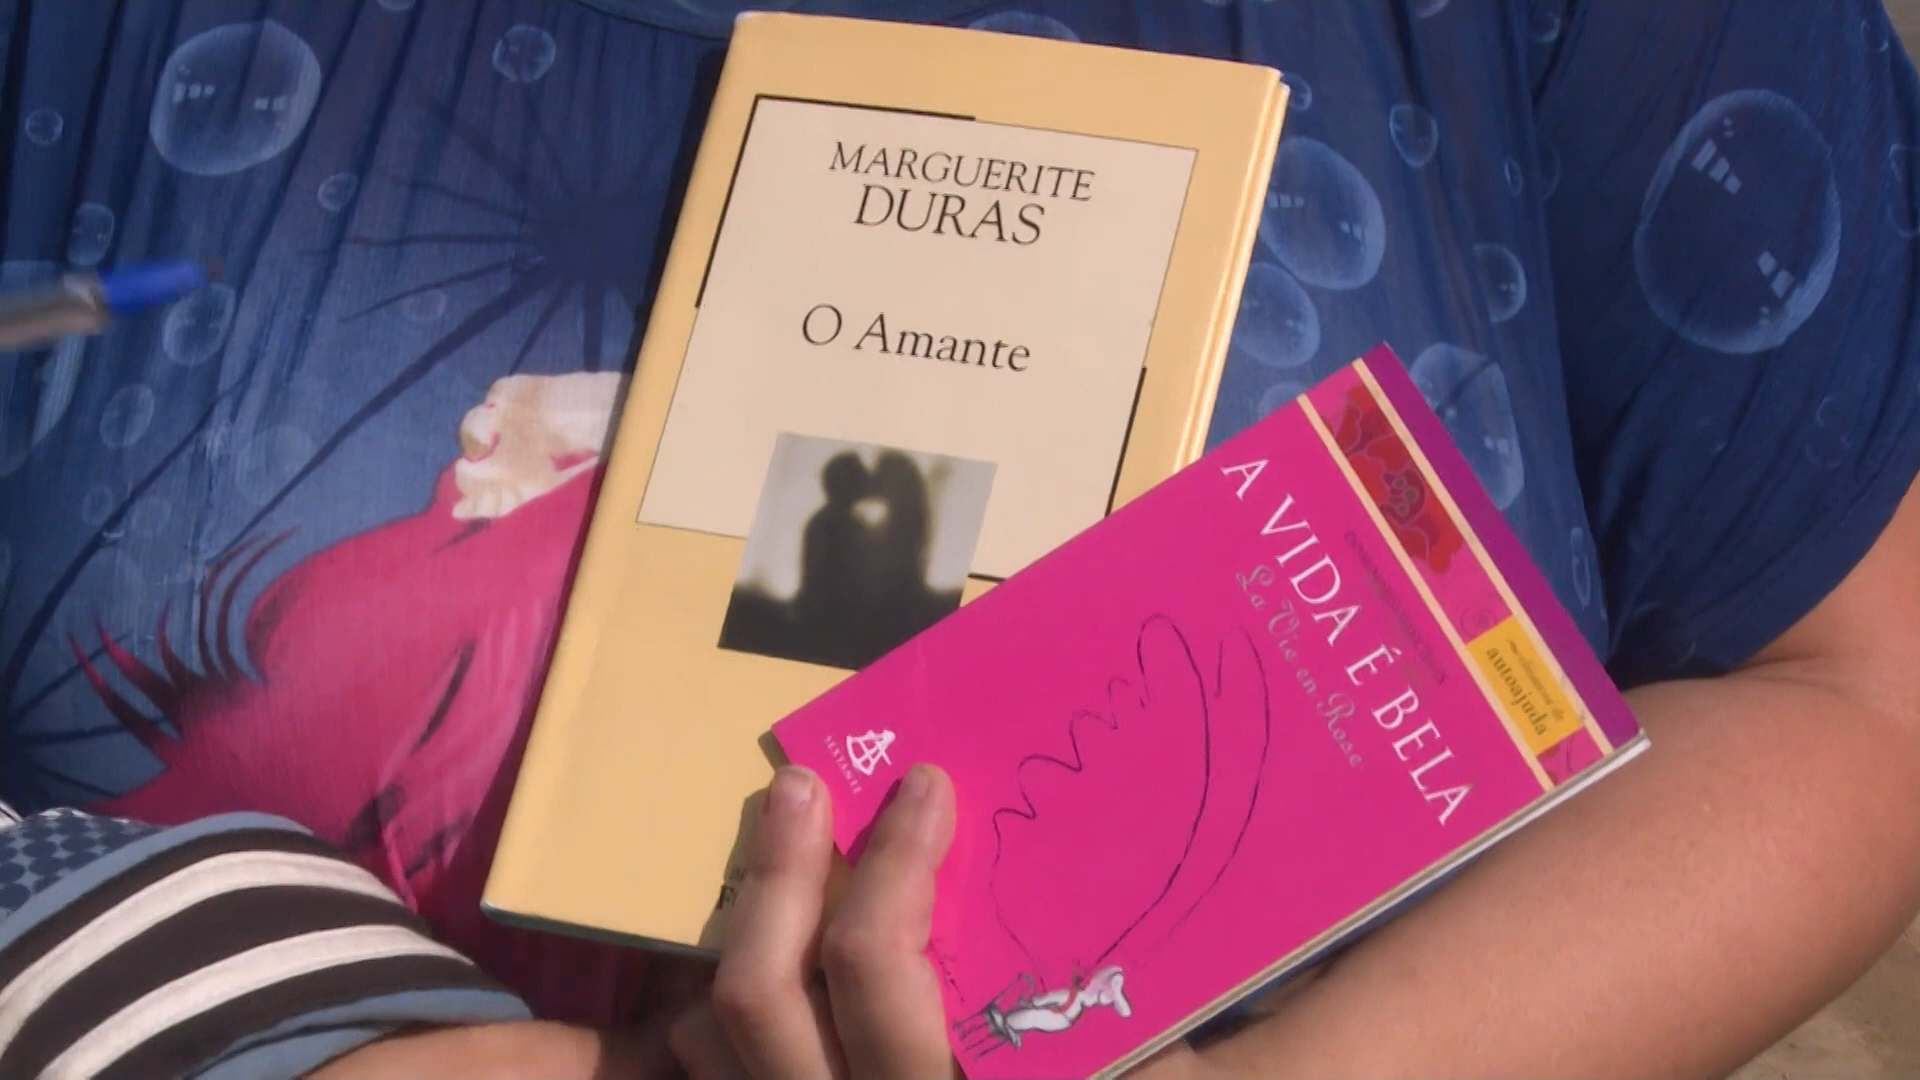 MARGUERITE
DURAS
O Amante
A VIDA É BELA
La Vie en Rose
autoajuda
SEXTANTE